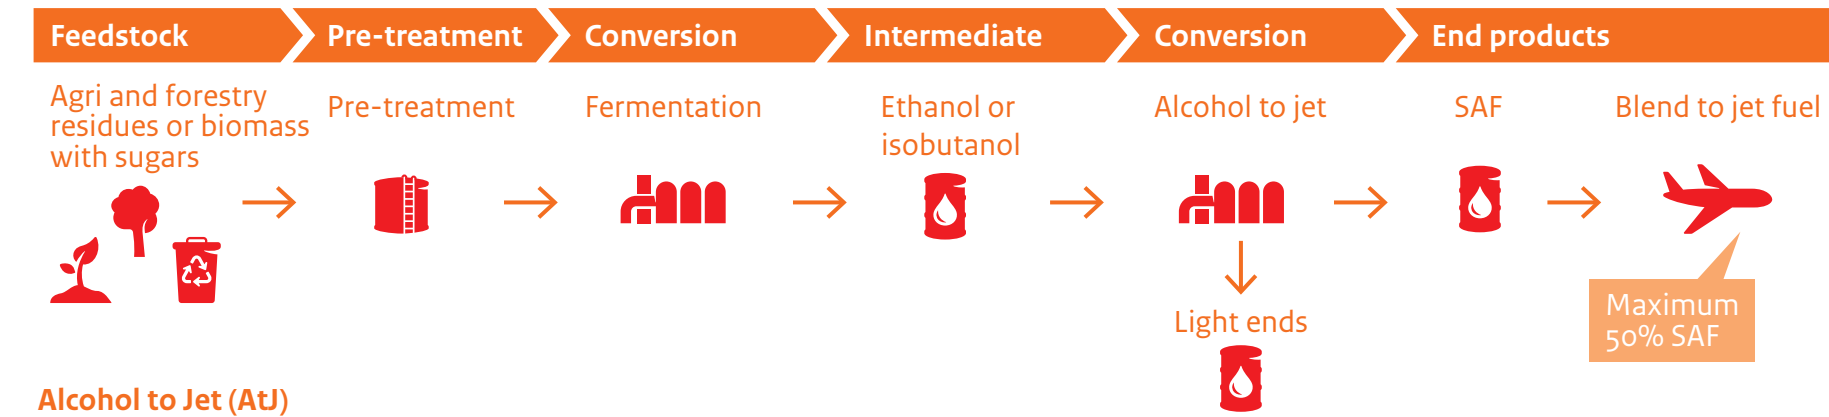 Feedstock
Pre-treatment
Conversion
Intermediate
Conversion
End products
Agri and forestry
residues or biomass
with sugars
Pre-treatment
Fermentation
Ethanol or
isobutanol
Alcohol to jet
SAF
Blend to jet fuel
Light ends
Maximum
50% SAF
Alcohol to Jet (AtJ)